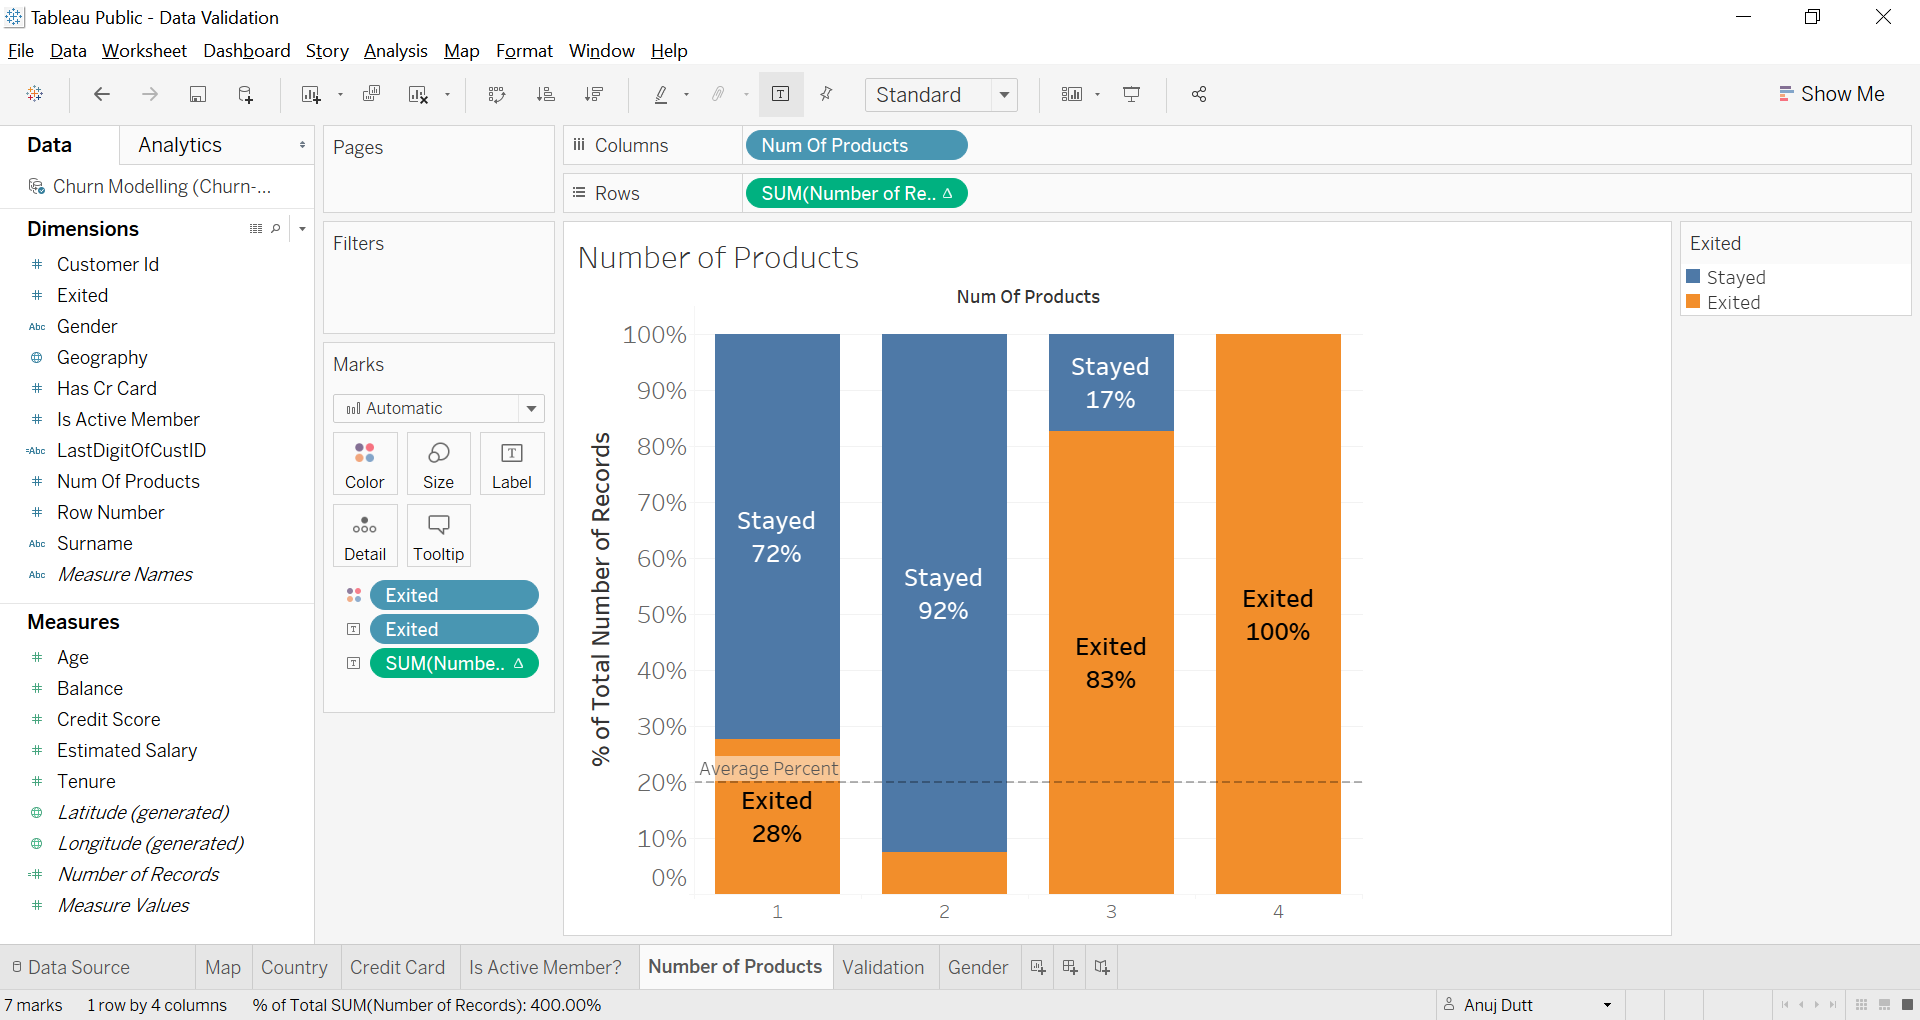 Tableau Public - Data Validation
File Data Worksheet Dashboard Story Analysis Map Format Window Help
Standard
Show Me
Data Analytics
Churn Modelling (Churn-...
Dimensions
# Customer Id
# Exited
Abc Gender
Geography
# Has Cr Card
# Is Active Member
=Abc LastDigitOfCustID
# Num Of Products
# Row Number
Abc Surname
Abc Measure Names
Measures
# Age
# Balance
# Credit Score
# Estimated Salary
# Tenure
Latitude (generated)
Longitude (generated)
=# Number of Records
# Measure Values
Pages
Filters
Marks
Automatic
Color Size Label
Detail Tooltip
Exited
Exited
SUM(Numbe.. Δ
Columns Num Of Products
Rows SUM(Number of Re.. Δ
Number of Products
Num Of Products
% of Total Number of Records
100%
90%
80%
70%
60%
50%
40%
30%
20%
10%
0%
Stayed
72%
Average Percent
Exited
28%
Stayed
92%
Stayed
17%
Exited
83%
Exited
100%
1 2 3 4
Exited
Stayed
Exited
Data Source Map Country Credit Card Is Active Member? Number of Products Validation Gender
7 marks 1 row by 4 columns % of Total SUM(Number of Records): 400.00% Anuj Dutt